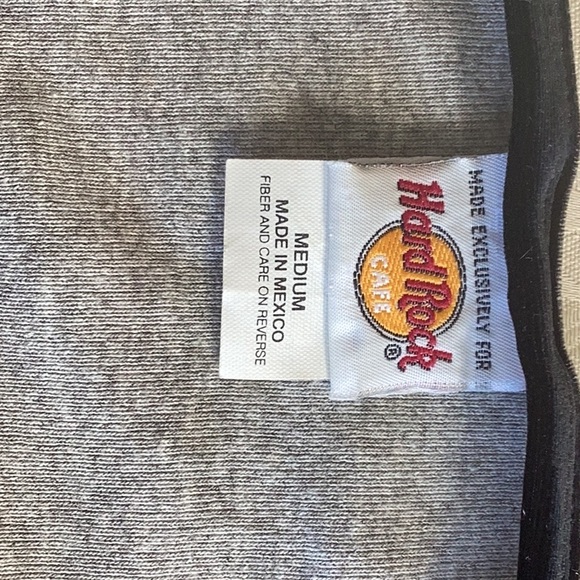 MADE EXCLUSIVELY FOR
Hard Rock
CAFE ®
MEDIUM
MADE IN MEXICO
FIBER AND CARE ON REVERSE